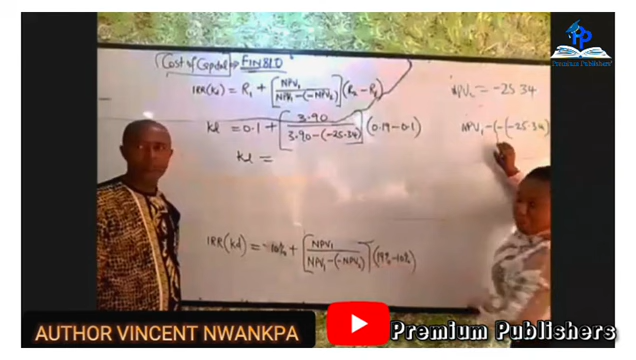 Premium Publishers
Cost of Capital FIN 810
IRR(Kd) = R₁ + [NPV₁ / NPV₁ - (-NPV₂)] (R₂ - R₁)
Kd = 0.1 + [3.90 / 3.90 - (-25.34)] (0.19 - 0.1)
Kd =
NPV₂ = -25.34
NPV₁ - (-(-25.34)
IRR(Kd) = 10% + [NPV₁ / NPV₁ - (-NPV₂)] (19% - 10%)
AUTHOR VINCENT NWANKPA
Premium Publishers